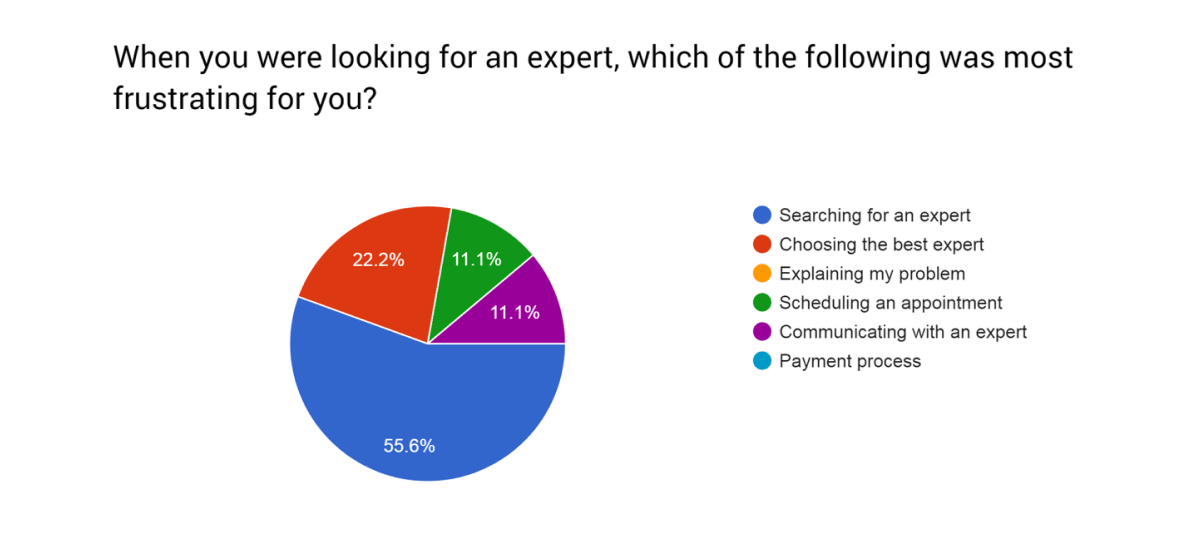 When you were looking for an expert, which of the following was most
frustrating for you?
22.2%
11.1%
11.1%
55.6%
Searching for an expert
Choosing the best expert
Explaining my problem
Scheduling an appointment
Communicating with an expert
Payment process